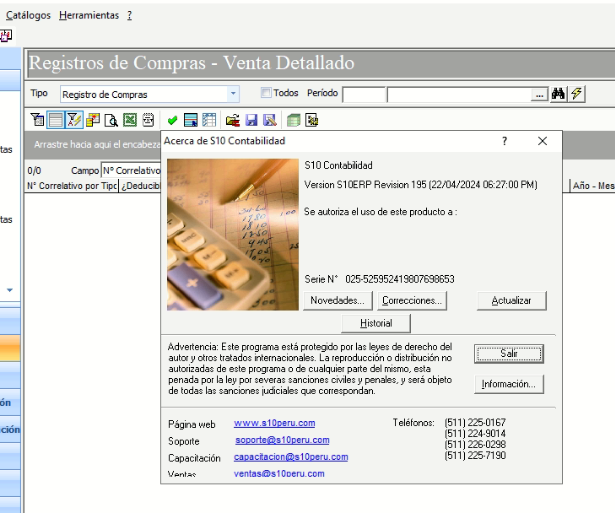 Catálogos Herramientas ?
Registros de Compras - Venta Detallado
Tipo Registro de Compras Todos Período ...
tas
Arrastre hacia aqui el encabeza
Acerca de S10 Contabilidad ? X
0/0 Campo N° Correlativo
N° Correlativo por Tipc ¿Deducib Año - Mes
S10 Contabilidad
Version S10ERP Revision 195 (22/04/2024 06:27:00 PM)
Se autoriza el uso de este producto a :
tas
Serie N° 025-525952419807698653
Novedades... Correcciones... Actualizar
Historial
Advertencia: Este programa está protegido por las leyes de derecho del
autor y otros tratados internacionales. La reproducción o distribución no
autorizadas de este programa o de cualquier parte del mismo, esta
penada por la ley por severas sanciones civiles y penales, y será objeto
de todas las sanciones judiciales que correspondan.
Salir
Información...
ón
ción
Página web www.s10peru.com Teléfonos: (511) 225-0167
(511) 224-9014
Soporte soporte@s10peru.com (511) 226-0298
Capacitación capacitacion@s10peru.com (511) 225-7190
Ventas ventas@s10peru.com